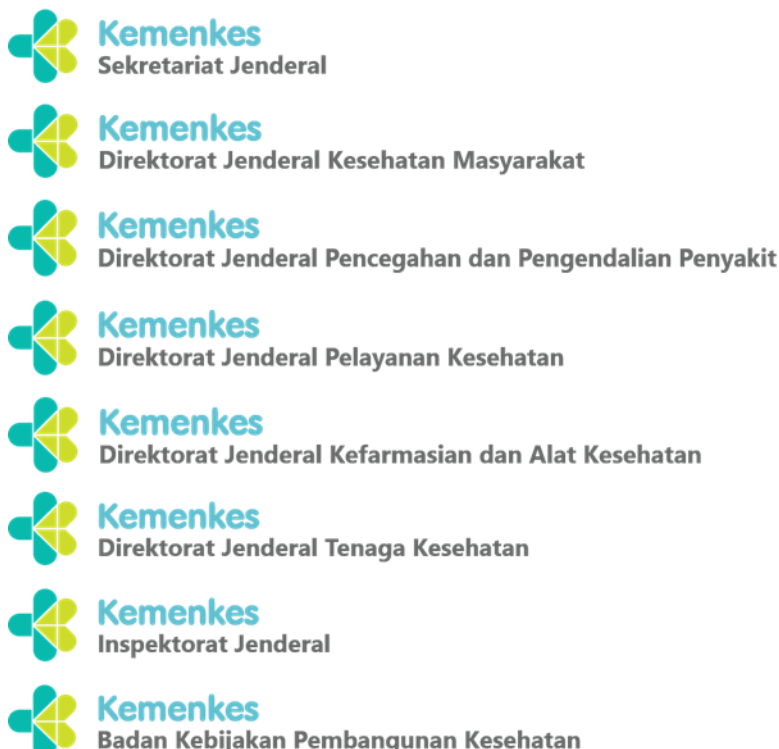 Kemenkes
Sekretariat Jenderal
Kemenkes
Direktorat Jenderal Kesehatan Masyarakat
Kemenkes
Direktorat Jenderal Pencegahan dan Pengendalian Penyakit
Kemenkes
Direktorat Jenderal Pelayanan Kesehatan
Kemenkes
Direktorat Jenderal Kefarmasian dan Alat Kesehatan
Kemenkes
Direktorat Jenderal Tenaga Kesehatan
Kemenkes
Inspektorat Jenderal
Kemenkes
Badan Kebijakan Pembangunan Kesehatan